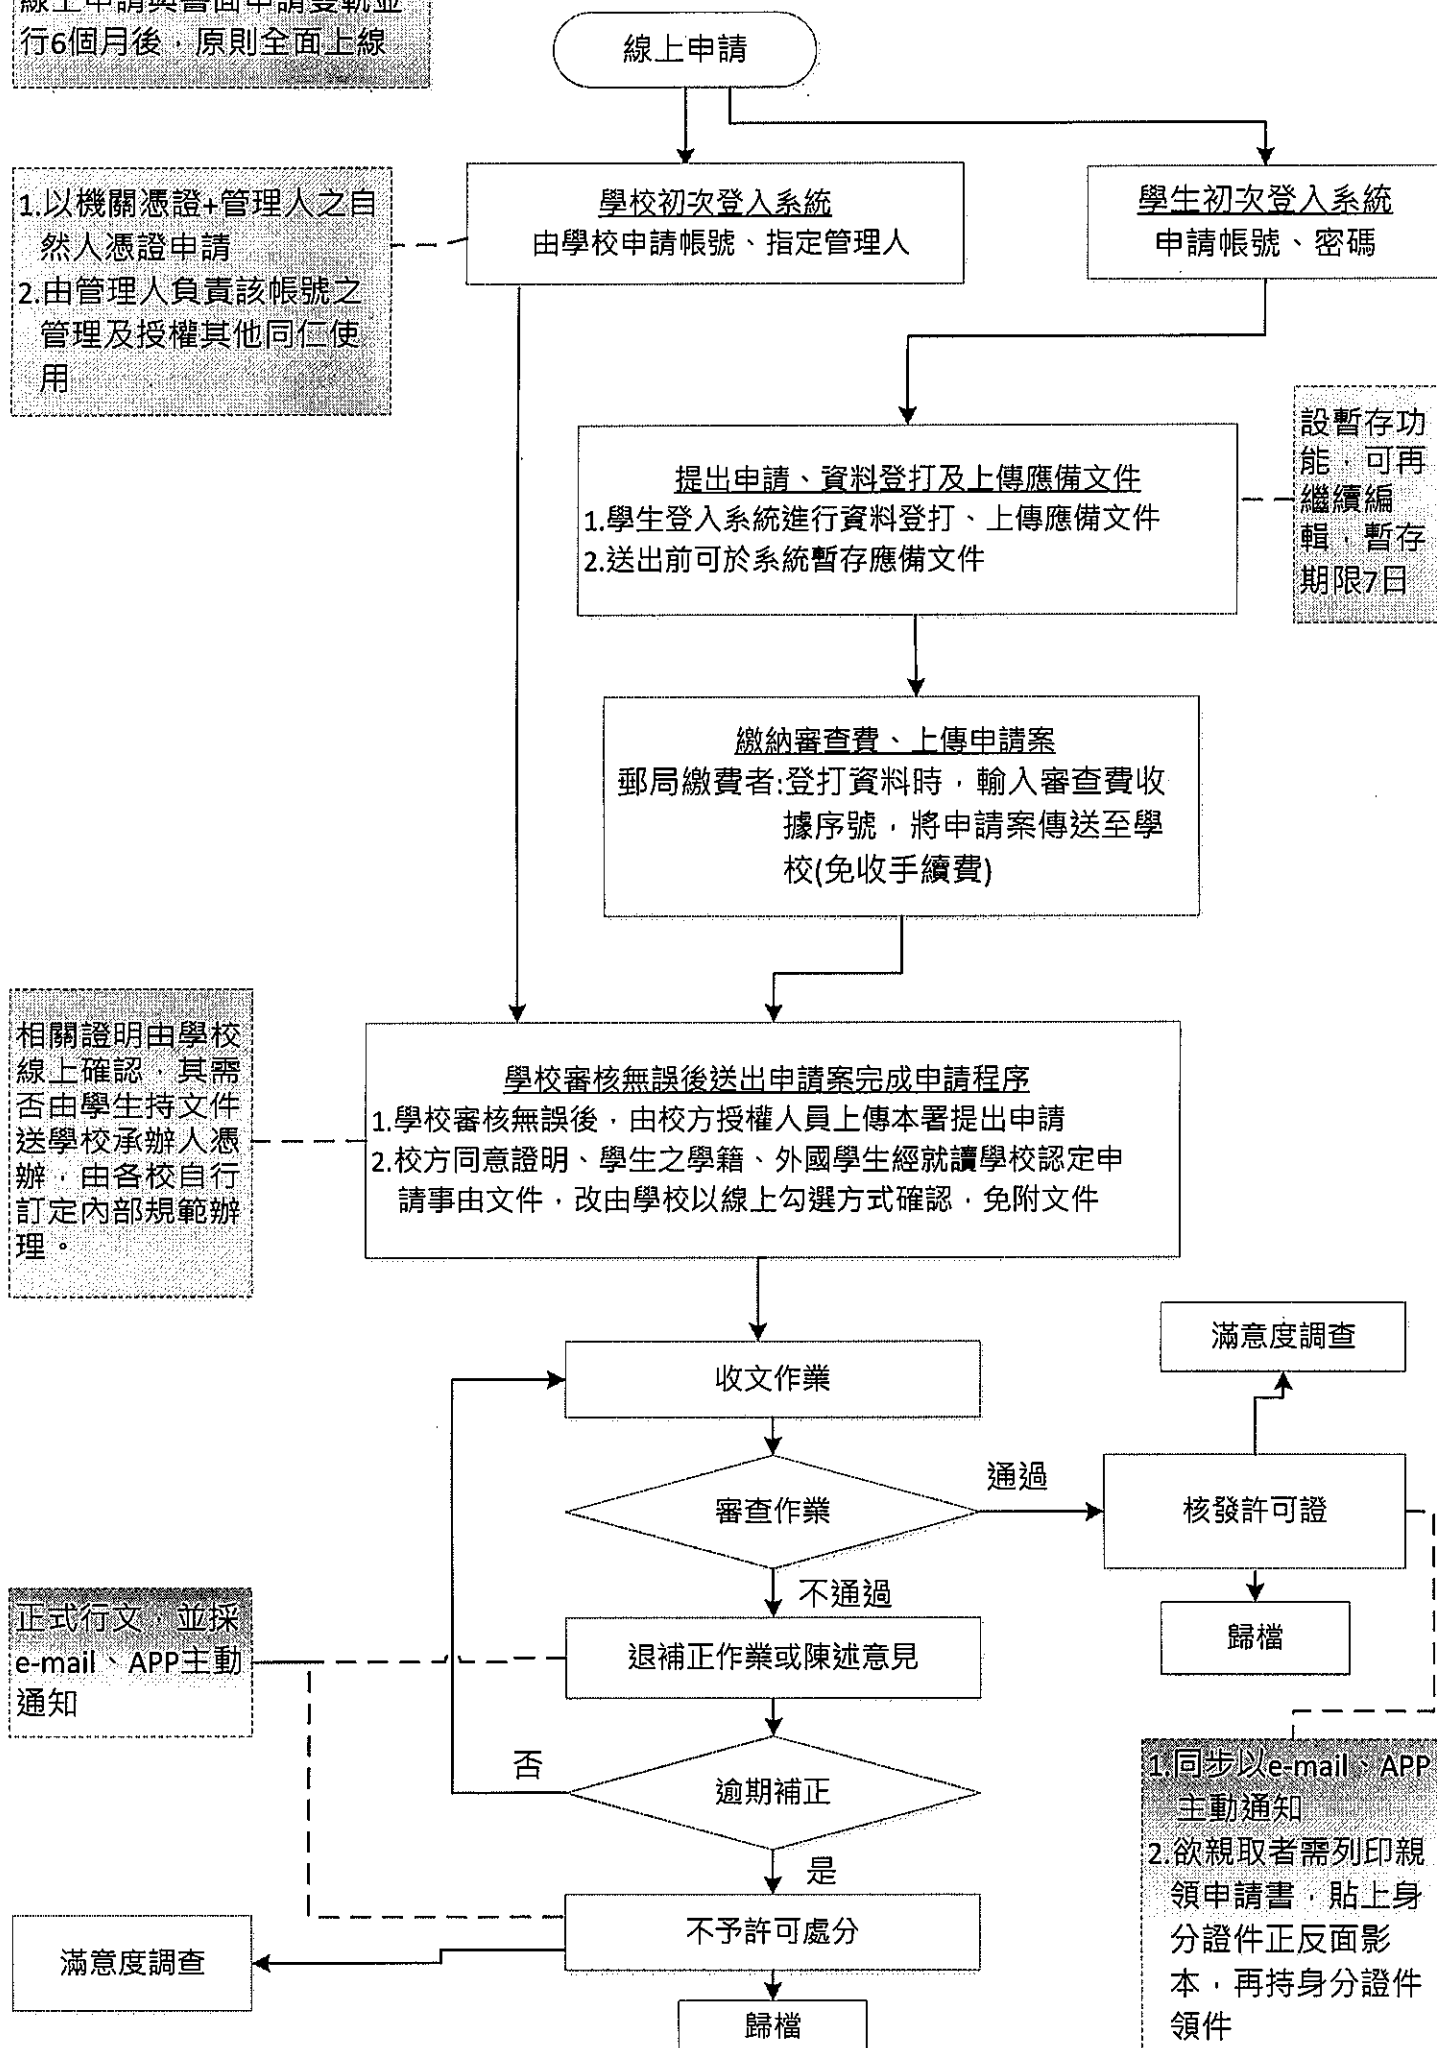 線上申請與書面申請雙軌並
行6個月後，原則全面上線
線上申請
1.以機關憑證+管理人之自
然人憑證申請
2.由管理人負責該帳號之
管理及授權其他同仁使
用
學校初次登入系統
由學校申請帳號、指定管理人
學生初次登入系統
申請帳號、密碼
提出申請、資料登打及上傳應備文件
1.學生登入系統進行資料登打、上傳應備文件
2.送出前可於系統暫存應備文件
設暫存功
能，可再
繼續編
輯，暫存
期限7日
繳納審查費、上傳申請案
郵局繳費者:登打資料時，輸入審查費收
據序號，將申請案傳送至學
校(免收手續費)
相關證明由學校
線上確認，其需
否由學生持文件
送學校承辦人憑
辦，由各校自行
訂定內部規範辦
理。
學校審核無誤後送出申請案完成申請程序
1.學校審核無誤後，由校方授權人員上傳本署提出申請
2.校方同意證明、學生之學籍、外國學生經就讀學校認定申
請事由文件，改由學校以線上勾選方式確認，免附文件
收文作業
滿意度調查
審查作業
通過
核發許可證
不通過
歸檔
正式行文，並採
e-mail、APP主動
通知
退補正作業或陳述意見
否
逾期補正
是
1.同步以e-mail、APP
主動通知
2.欲親取者需列印親
領申請書，貼上身
分證件正反面影
本，再持身分證件
領件
不予許可處分
滿意度調查
歸檔